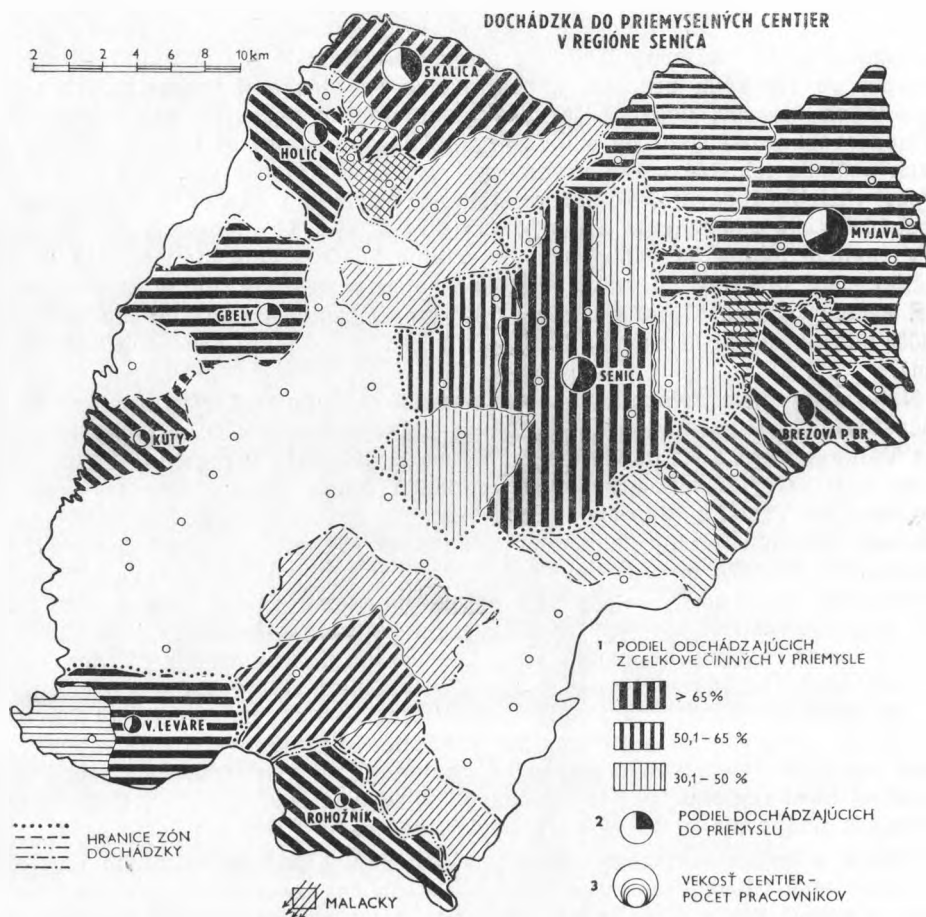 DOCHÁDZKA DO PRIEMYSELNÝCH CENTIER
V REGIÓNE SENICA
2 0 2 4 6 8 10 km
SKALICA
HOLÍČ
MYJAVA
GBELY
SENICA
BREZOVÁ P. BR.
KÚTY
V. LEVÁRE
ROHOŽNÍK
1 PODIEL ODCHÁDZAJÚCICH
Z CELKOVE ČINNÝCH V PRIEMYSLE
> 65 %
50,1 – 65 %
30,1 – 50 %
2 PODIEL DOCHÁDZAJÚCICH
DO PRIEMYSLU
3 VEKOSŤ CENTIER –
POČET PRACOVNÍKOV
HRANICE ZÓN
DOCHÁDZKY
MALACKY